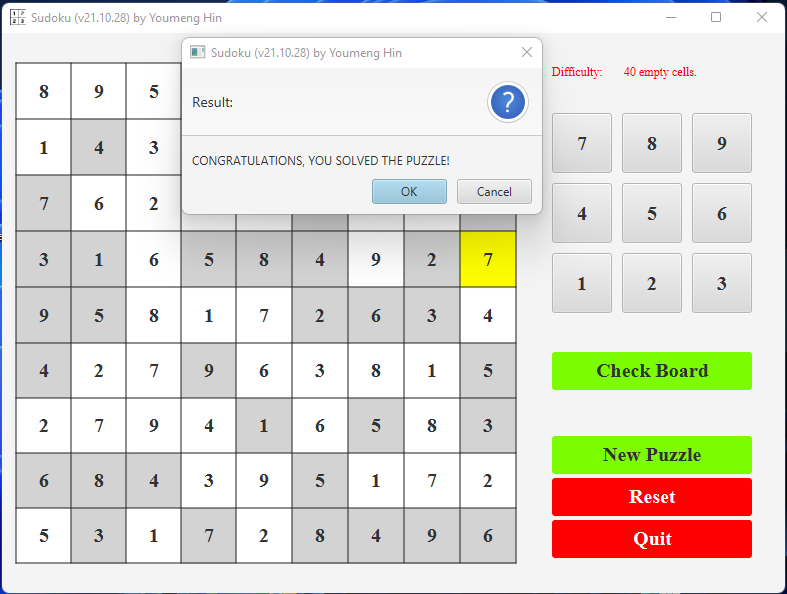 Sudoku (v21.10.28) by Youmeng Hin
Sudoku (v21.10.28) by Youmeng Hin
Result:
?
CONGRATULATIONS, YOU SOLVED THE PUZZLE!
OK Cancel
Difficulty: 40 empty cells.
8 9 5
1 4 3
7 6 2
3 1 6 5 8 4 9 2 7
9 5 8 1 7 2 6 3 4
4 2 7 9 6 3 8 1 5
2 7 9 4 1 6 5 8 3
6 8 4 3 9 5 1 7 2
5 3 1 7 2 8 4 9 6
7 8 9
4 5 6
1 2 3
Check Board
New Puzzle
Reset
Quit